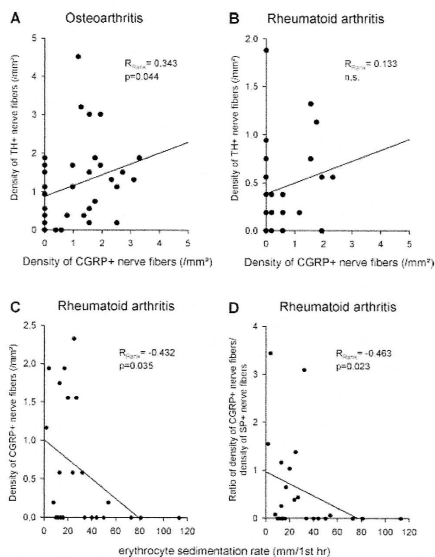 A Osteoarthritis
Density of TH+ nerve fibers (/mm²)
R Rank = 0.343
p=0.044
5
4
3
2
1
0
0 1 2 3 4 5
Density of CGRP+ nerve fibers (/mm²)
B Rheumatoid arthritis
Density of TH+ nerve fibers (/mm²)
R Rank = 0.133
n.s.
2.0
1.5
1.0
0.5
0.0
0 1 2 3 4 5
Density of CGRP+ nerve fibers (/mm²)
C Rheumatoid arthritis
Density of CGRP+ nerve fibers (/mm²)
R Rank = -0.432
p=0.035
2.5
2.0
1.5
1.0
0.5
0.0
0 20 40 60 80 100 120
D Rheumatoid arthritis
Ratio of density of CGRP+ nerve fibers/
density of SP+ nerve fibers
R Rank = -0.463
p=0.023
4
3
2
1
0
0 20 40 60 80 100 120
erythrocyte sedimentation rate (mm/1st hr)